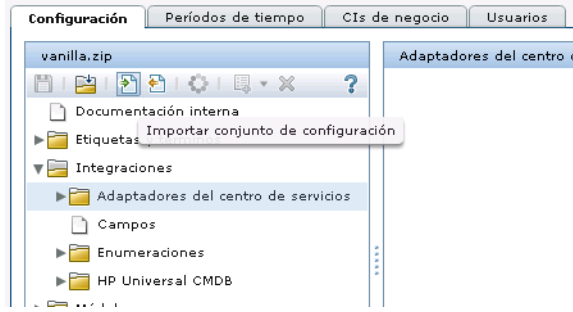 Configuración Períodos de tiempo CIs de negocio Usuarios
vanilla.zip Adaptadores del centro
?
Documentación interna
Importar conjunto de configuración
Etiquetas
Integraciones
Adaptadores del centro de servicios
Campos
Enumeraciones
HP Universal CMDB